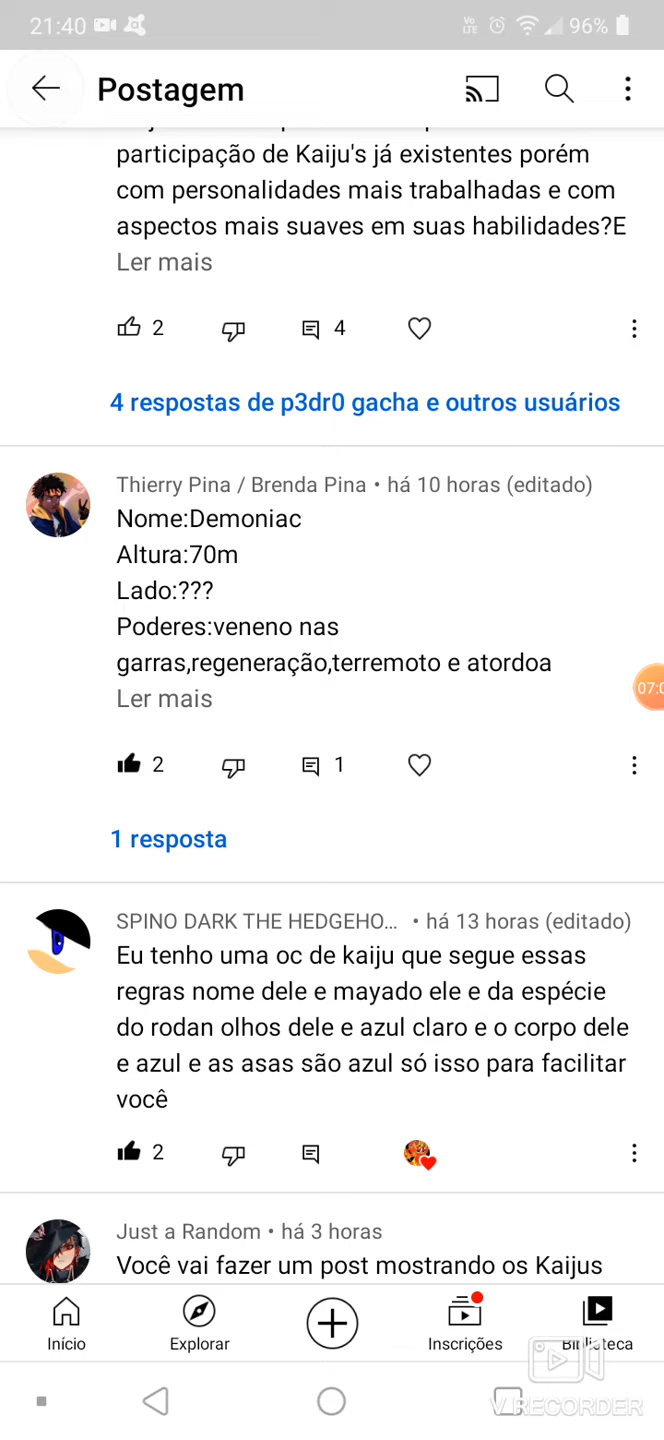 21:40
Vo
LTE
96%
Postagem
participação de Kaiju's já existentes porém
com personalidades mais trabalhadas e com
aspectos mais suaves em suas habilidades?E
Ler mais
2
4
4 respostas de p3dr0 gacha e outros usuários
Thierry Pina / Brenda Pina • há 10 horas (editado)
Nome:Demoniac
Altura:70m
Lado:???
Poderes:veneno nas
garras,regeneração,terremoto e atordoa
07:0
Ler mais
2
1
1 resposta
SPINO DARK THE HEDGEHO... • há 13 horas (editado)
Eu tenho uma oc de kaiju que segue essas
regras nome dele e mayado ele e da espécie
do rodan olhos dele e azul claro e o corpo dele
e azul e as asas são azul só isso para facilitar
você
2
Just a Random • há 3 horas
Você vai fazer um post mostrando os Kaijus
Início
Explorar
Inscrições
Biblioteca
V RECORDER